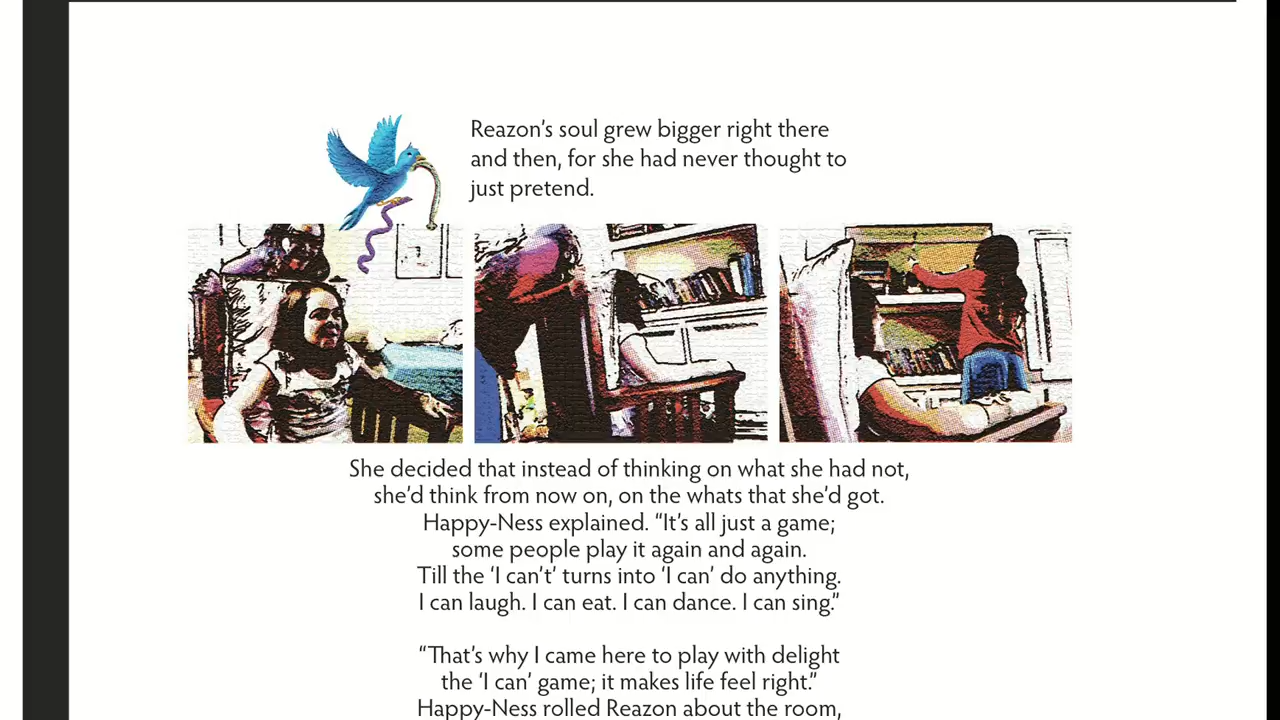 Reazon’s soul grew bigger right there
and then, for she had never thought to
just pretend.
She decided that instead of thinking on what she had not,
she’d think from now on, on the whats that she’d got.
Happy-Ness explained. “It’s all just a game;
some people play it again and again.
Till the ‘I can’t’ turns into ‘I can’ do anything.
I can laugh. I can eat. I can dance. I can sing.”
“That’s why I came here to play with delight
the ‘I can’ game; it makes life feel right.”
Happy-Ness rolled Reazon about the room,